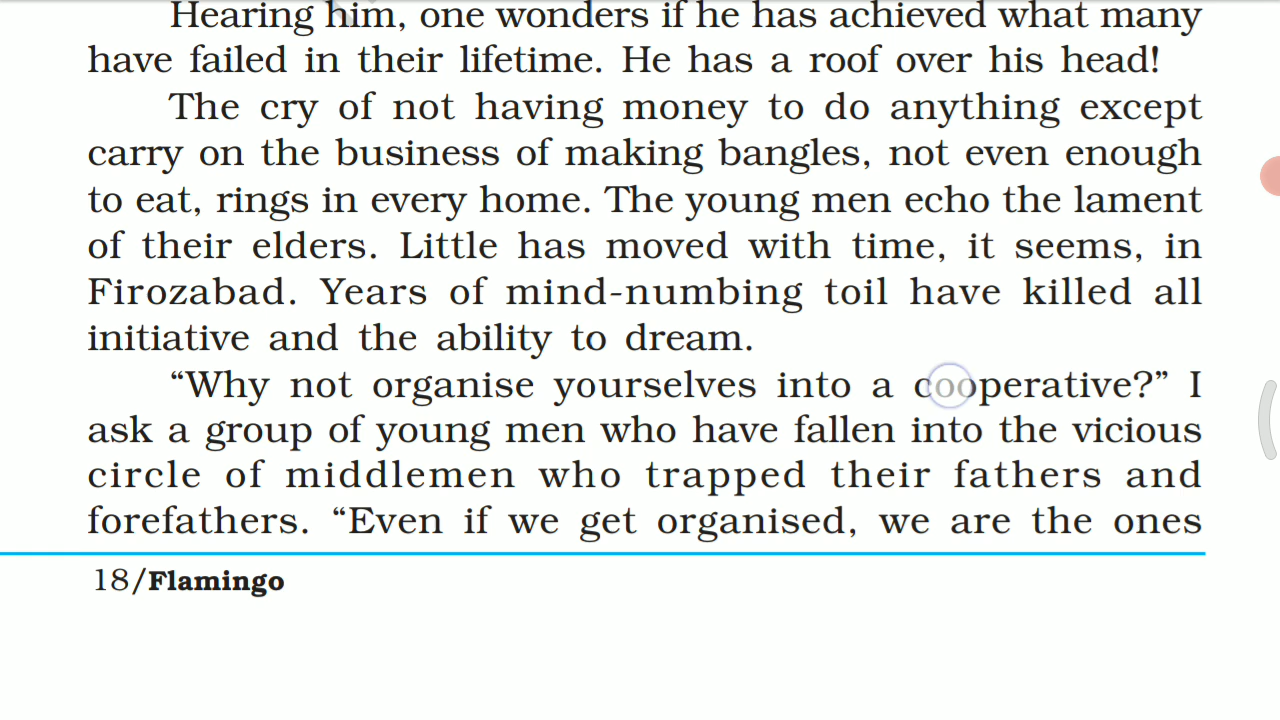 Hearing him, one wonders if he has achieved what many
have failed in their lifetime. He has a roof over his head!
The cry of not having money to do anything except
carry on the business of making bangles, not even enough
to eat, rings in every home. The young men echo the lament
of their elders. Little has moved with time, it seems, in
Firozabad. Years of mind-numbing toil have killed all
initiative and the ability to dream.
“Why not organise yourselves into a cooperative?” I
ask a group of young men who have fallen into the vicious
circle of middlemen who trapped their fathers and
forefathers. “Even if we get organised, we are the ones
18/Flamingo